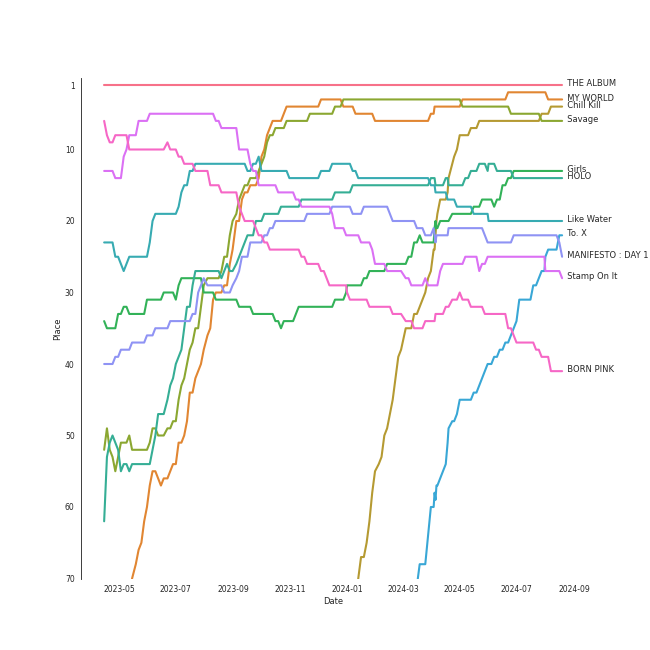 1
10
20
30
40
50
60
70
Place
2023-05
2023-07
2023-09
2023-11
2024-01
2024-03
2024-05
2024-07
2024-09
Date
THE ALBUM
MY WORLD
Chill Kill
Savage
Girls
HOLO
Like Water
To. X
MANIFESTO : DAY 1
Stamp On It
BORN PINK